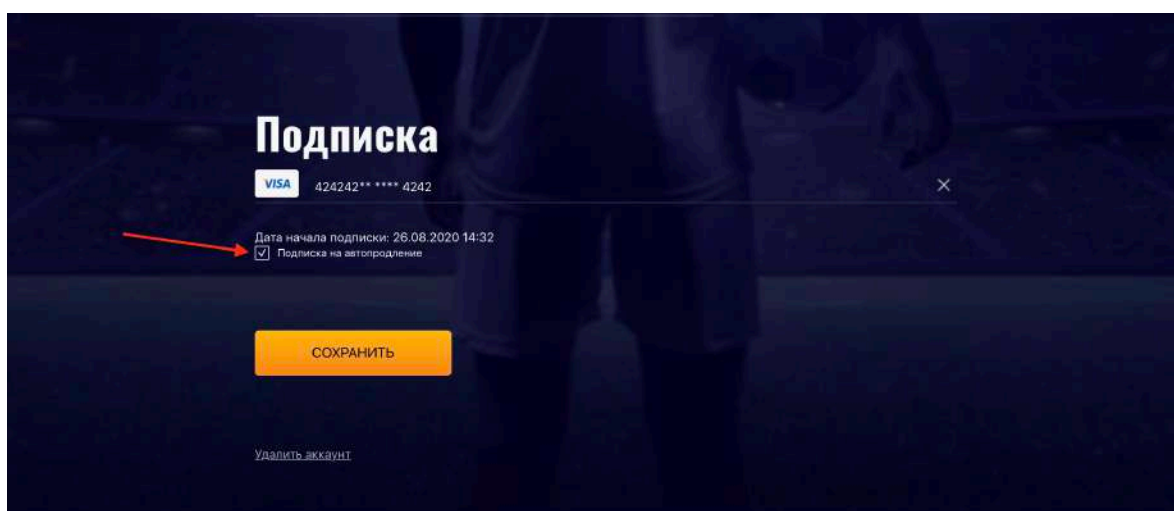 Подписка
VISA 424242** **** 4242
Дата начала подписки: 26.08.2020 14:32
Подписка на автопродление
СОХРАНИТЬ
Удалить аккаунт